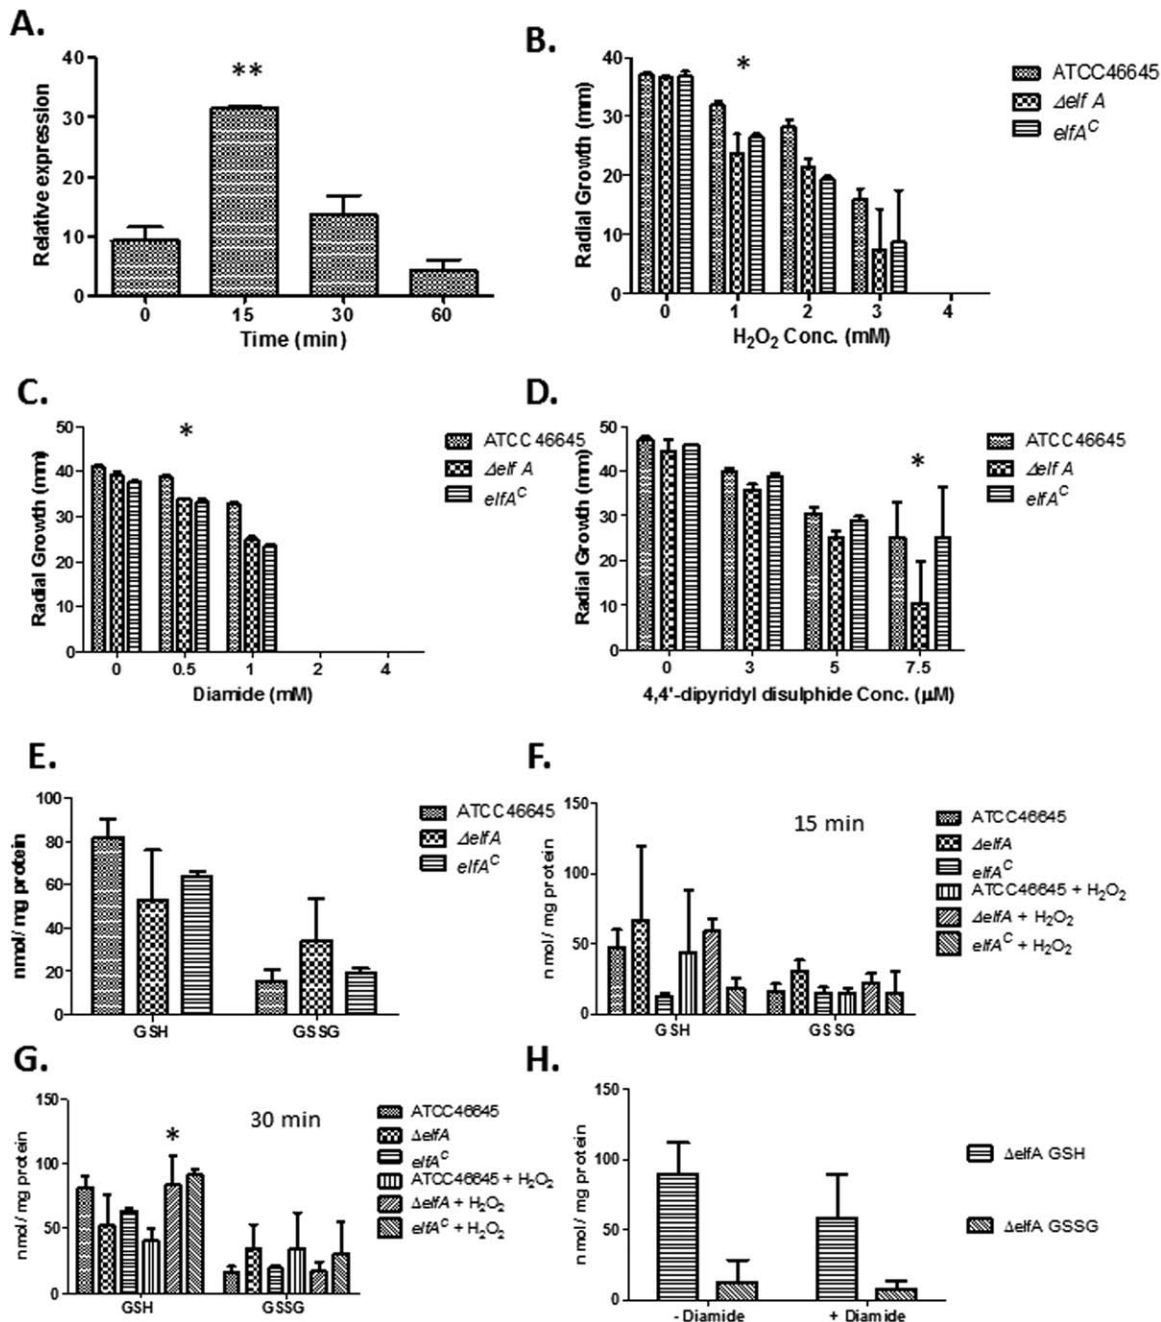 A.
40
30
20
10
0
Relative expression
**
0 15 30 60
Time (min)
B.
40
30
20
10
0
Radial Growth (mm)
*
0 1 2 3 4
H₂O₂ Conc. (mM)
ATCC46645
Δelf A
elfAᶜ
C.
50
40
30
20
10
0
Radial Growth (mm)
*
0 0.5 1 2 4
Diamide (mM)
ATCC 46645
Δelf A
elfAᶜ
D.
50
40
30
20
10
0
Radial Growth (mm)
*
0 3 5 7.5
4,4'-dipyridyl disulphide Conc. (µM)
ATCC46645
Δelf A
elfAᶜ
E.
100
80
60
40
20
0
nmol/ mg protein
GSH GSSG
ATCC46645
ΔelfA
elfAᶜ
F.
150
100
50
0
nmol/ mg protein
15 min
GSH GSSG
ATCC46645
ΔelfA
elfAᶜ
ATCC46645 + H₂O₂
ΔelfA + H₂O₂
elfAᶜ + H₂O₂
G.
150
100
50
0
nmol/ mg protein
30 min
*
GSH GSSG
ATCC46645
ΔelfA
elfAᶜ
ATCC46645 + H₂O₂
ΔelfA + H₂O₂
elfAᶜ + H₂O₂
H.
150
100
50
0
nmol/ mg protein
- Diamide + Diamide
ΔelfA GSH
ΔelfA GSSG